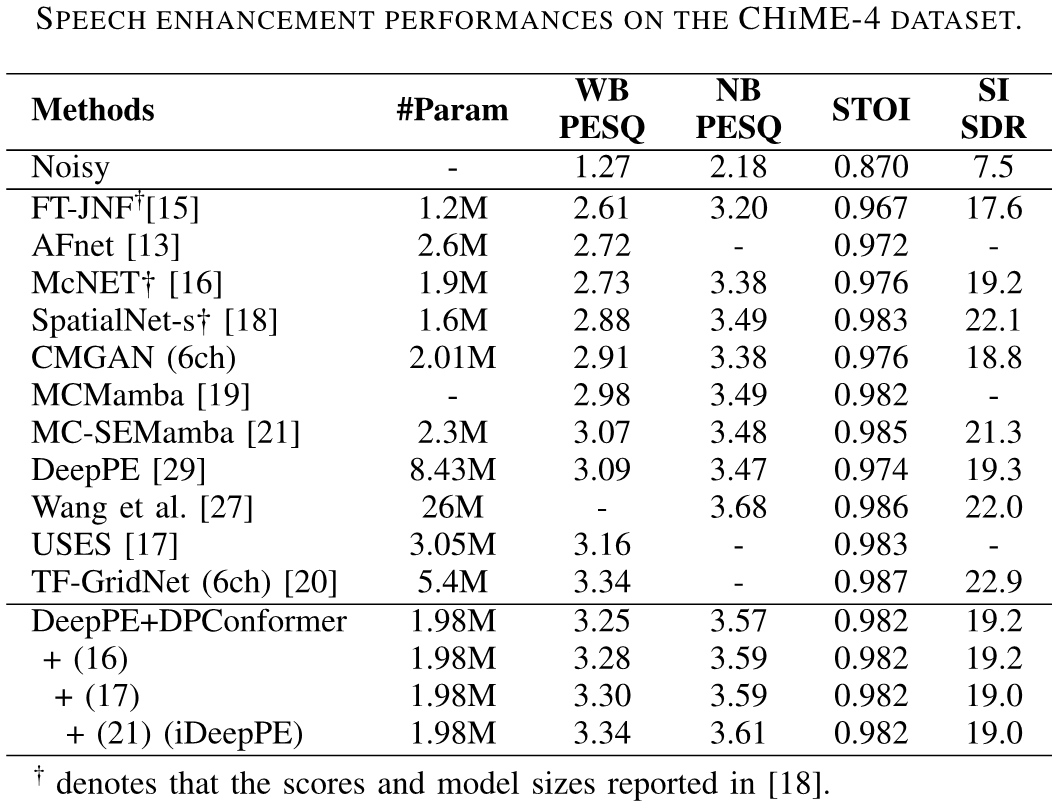 SPEECH ENHANCEMENT PERFORMANCES ON THE CHIME-4 DATASET.
Methods #Param WB PESQ NB PESQ STOI SI SDR
Noisy - 1.27 2.18 0.870 7.5
FT-JNF†[15] 1.2M 2.61 3.20 0.967 17.6
AFnet [13] 2.6M 2.72 - 0.972 -
McNET† [16] 1.9M 2.73 3.38 0.976 19.2
SpatialNet-s† [18] 1.6M 2.88 3.49 0.983 22.1
CMGAN (6ch) 2.01M 2.91 3.38 0.976 18.8
MCMamba [19] - 2.98 3.49 0.982 -
MC-SEMamba [21] 2.3M 3.07 3.48 0.985 21.3
DeepPE [29] 8.43M 3.09 3.47 0.974 19.3
Wang et al. [27] 26M - 3.68 0.986 22.0
USES [17] 3.05M 3.16 - 0.983 -
TF-GridNet (6ch) [20] 5.4M 3.34 - 0.987 22.9
DeepPE+DPConformer 1.98M 3.25 3.57 0.982 19.2
+ (16) 1.98M 3.28 3.59 0.982 19.2
+ (17) 1.98M 3.30 3.59 0.982 19.0
+ (21) (iDeepPE) 1.98M 3.34 3.61 0.982 19.0
† denotes that the scores and model sizes reported in [18].